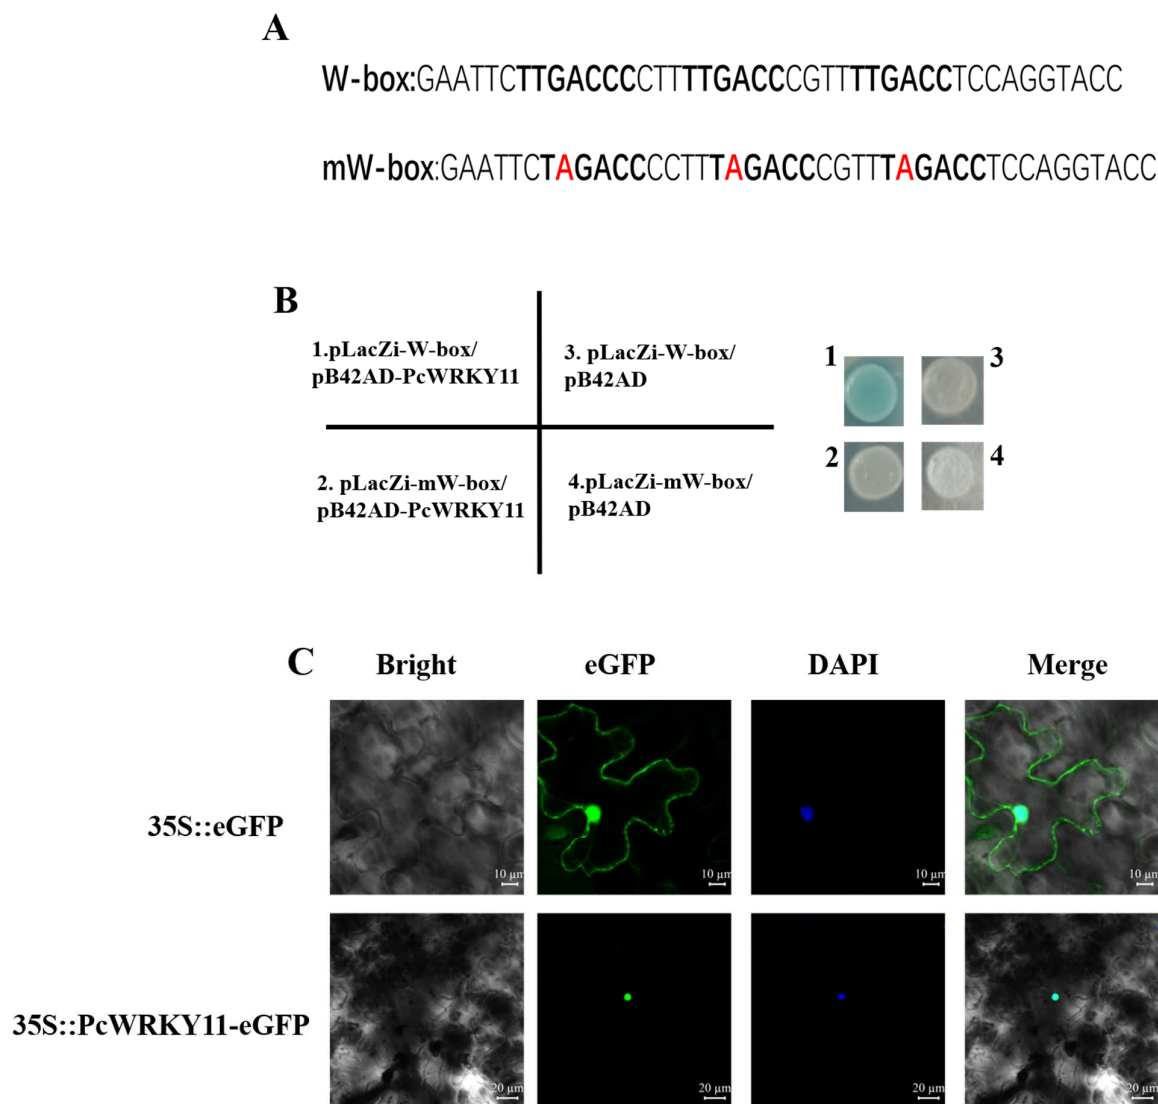 A
W-box:GAATTCTTGACCCCTTTTGACCCGTTTTGACCTCCAGGTACC
mW-box:GAATTCTAGACCCCTTTAGACCCGTTTAGACCTCCAGGTACC
B
1.pLacZi-W-box/
pB42AD-PcWRKY11
3. pLacZi-W-box/
pB42AD
2. pLacZi-mW-box/
pB42AD-PcWRKY11
4.pLacZi-mW-box/
pB42AD
1
3
2
4
C
Bright
eGFP
DAPI
Merge
35S::eGFP
10 µm
10 µm
10 µm
10 µm
35S::PcWRKY11-eGFP
20 µm
20 µm
20 µm
20 µm